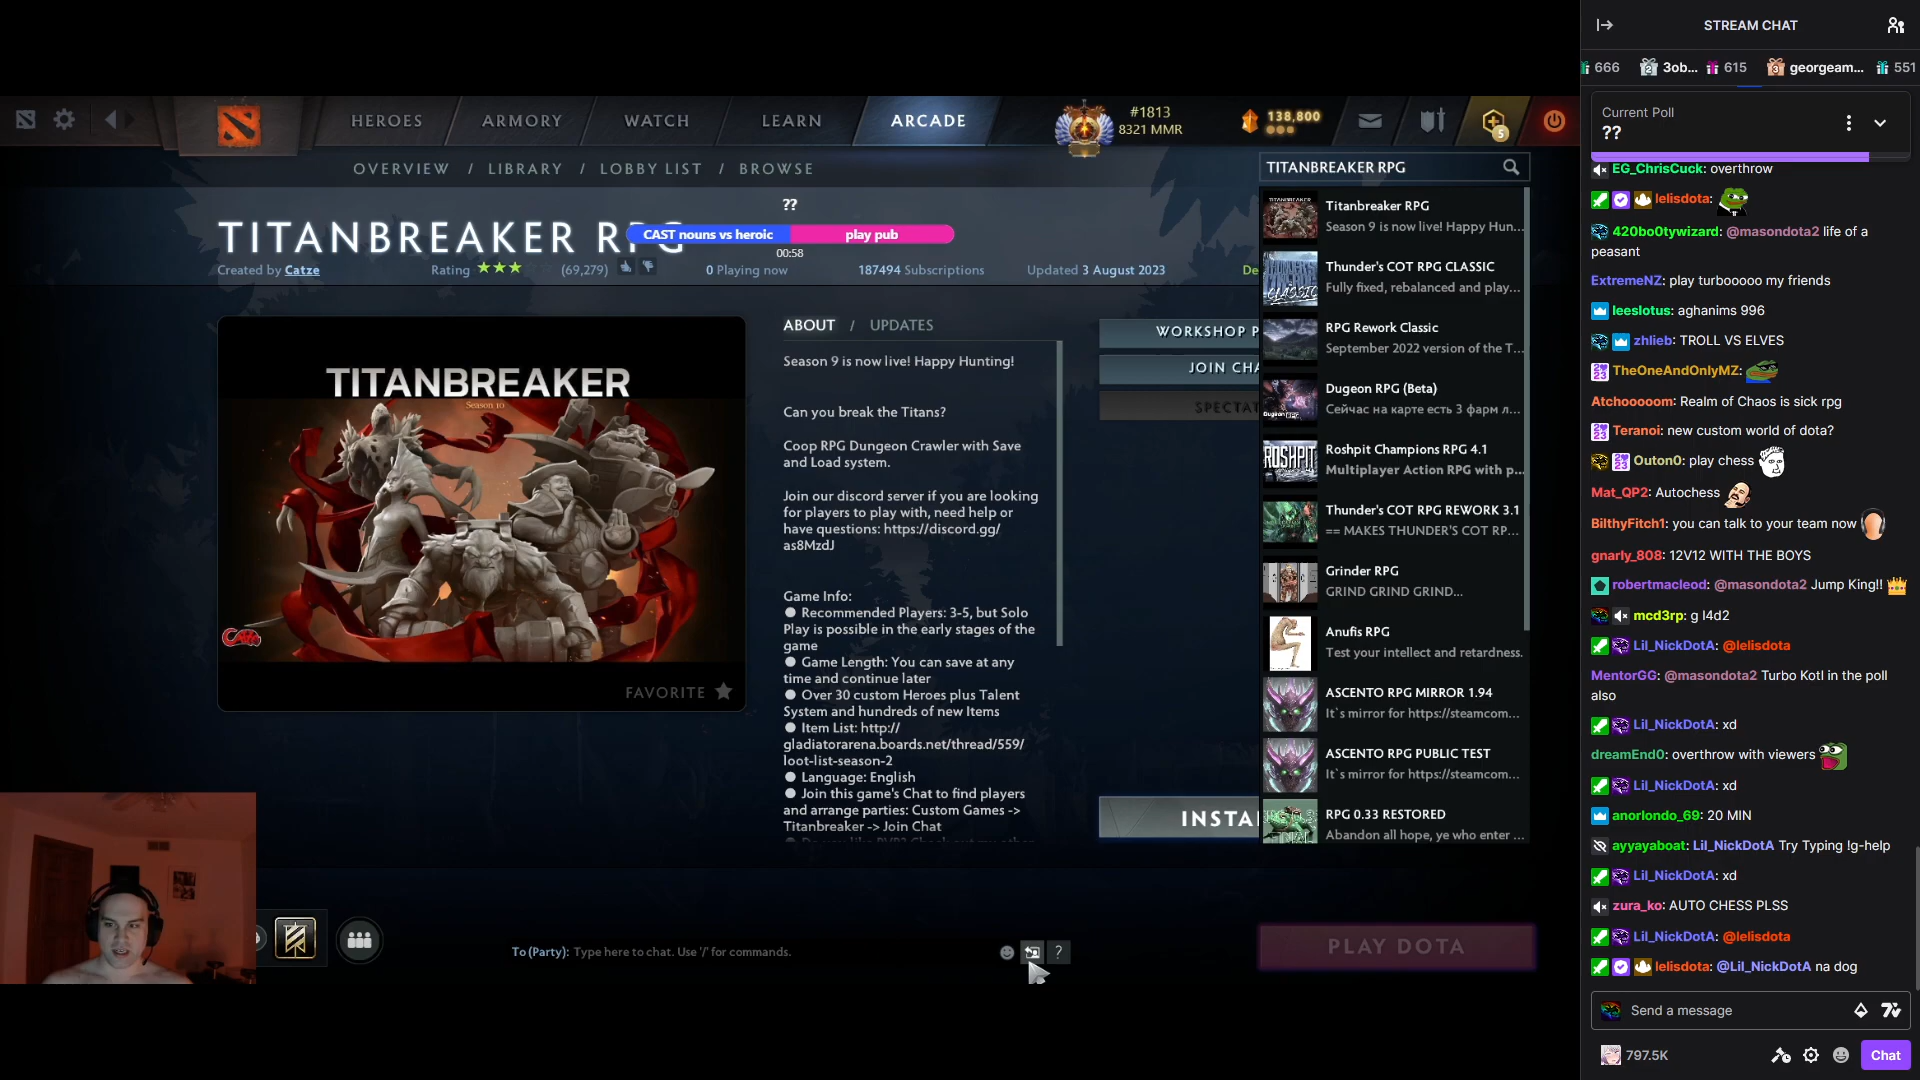 HEROES
ARMORY
WATCH
LEARN
ARCADE
#1813
8321 MMR
138,800
5
OVERVIEW / LIBRARY / LOBBY LIST / BROWSE
TITANBREAKER RPG
??
TITANBREAKER RPG
CAST nouns vs heroic
play pub
00:58
Created by Catze
Rating
(69,279)
0 Playing now
187494 Subscriptions
Updated 3 August 2023
De
TITANBREAKER
Season 10
FAVORITE
ABOUT / UPDATES
Season 9 is now live! Happy Hunting!
Can you break the Titans?
Coop RPG Dungeon Crawler with Save
and Load system.
Join our discord server if you are looking
for players to play with, need help or
have questions: https://discord.gg/
as8MzdJ
Game Info:
● Recommended Players: 3-5, but Solo
Play is possible in the early stages of the
game
● Game Length: You can save at any
time and continue later
● Over 30 custom Heroes plus Talent
System and hundreds of new Items
● Item List: http://
gladiatorarena.boards.net/thread/559/
loot-list-season-2
● Language: English
● Join this game's Chat to find players
and arrange parties: Custom Games ->
Titanbreaker -> Join Chat
WORKSHOP P
JOIN CHA
SPECTAT
INSTA
Titanbreaker RPG
Season 9 is now live! Happy Hun...
Thunder's COT RPG CLASSIC
Fully fixed, rebalanced and play...
RPG Rework Classic
September 2022 version of the T...
Dugeon RPG (Beta)
Сейчас на карте есть 3 фарм л...
Roshpit Champions RPG 4.1
Multiplayer Action RPG with p...
Thunder's COT RPG REWORK 3.1
== MAKES THUNDER'S COT RP...
Grinder RPG
GRIND GRIND GRIND...
Anufis RPG
Test your intellect and retardness.
ASCENTO RPG MIRROR 1.94
It`s mirror for https://steamcom...
ASCENTO RPG PUBLIC TEST
It`s mirror for https://steamcom...
RPG 0.33 RESTORED
Abandon all hope, ye who enter ...
To (Party): Type here to chat. Use '/' for commands.
?
PLAY DOTA
STREAM CHAT
666
2
3ob...
615
3
georgeam...
551
Current Poll
??
EG_ChrisCuck: overthrow
lelisdota:
420bo0tywizard: @masondota2 life of a
peasant
ExtremeNZ: play turbooooo my friends
leeslotus: aghanims 996
zhlieb: TROLL VS ELVES
TheOneAndOnlyMZ:
Atchooooom: Realm of Chaos is sick rpg
Teranoi: new custom world of dota?
Outon0: play chess
Mat_QP2: Autochess
BilthyFitch1: you can talk to your team now
gnarly_808: 12V12 WITH THE BOYS
robertmacleod: @masondota2 Jump King!!
mcd3rp: g l4d2
Lil_NickDotA: @lelisdota
MentorGG: @masondota2 Turbo Kotl in the poll
also
Lil_NickDotA: xd
dreamEnd0: overthrow with viewers
Lil_NickDotA: xd
anorlondo_69: 20 MIN
ayyayaboat: Lil_NickDotA Try Typing !g-help
Lil_NickDotA: xd
zura_ko: AUTO CHESS PLSS
Lil_NickDotA: @lelisdota
lelisdota: @Lil_NickDotA na dog
Send a message
797.5K
Chat